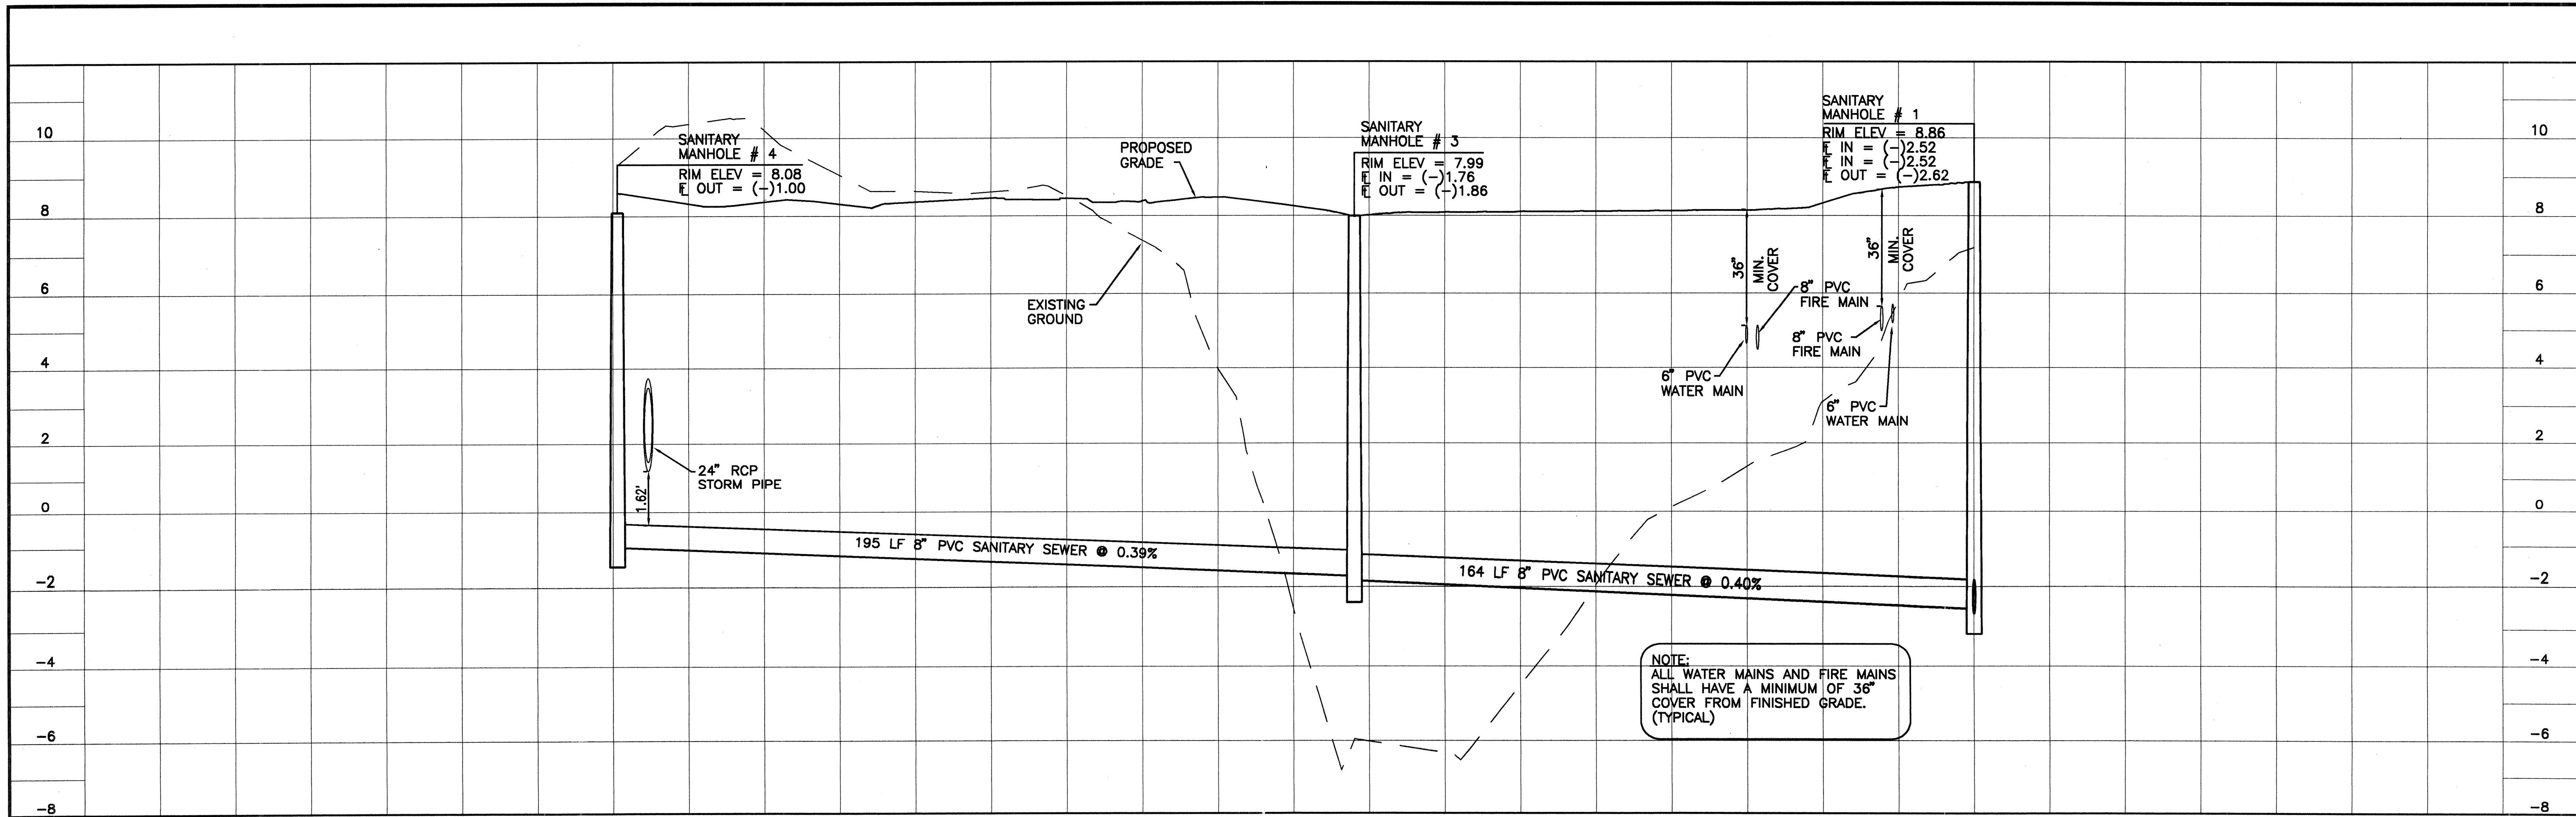 SANITARY
MANHOLE # 4
RIM ELEV = 8.08
FL OUT = (-)1.00
PROPOSED
GRADE
SANITARY
MANHOLE # 3
RIM ELEV = 7.99
FL IN = (-)1.76
FL OUT = (-)1.86
SANITARY
MANHOLE # 1
RIM ELEV = 8.86
FL IN = (-)2.52
FL IN = (-)2.52
FL OUT = (-)2.62
10
8
6
4
2
0
-2
-4
-6
-8
EXISTING
GROUND
36"
MIN.
COVER
8" PVC
FIRE MAIN
6" PVC
WATER MAIN
36"
MIN.
COVER
8" PVC
FIRE MAIN
6" PVC
WATER MAIN
24" RCP
STORM PIPE
1.62'
195 LF 8" PVC SANITARY SEWER @ 0.39%
164 LF 8" PVC SANITARY SEWER @ 0.40%
NOTE:
ALL WATER MAINS AND FIRE MAINS
SHALL HAVE A MINIMUM OF 36"
COVER FROM FINISHED GRADE.
(TYPICAL)
10
8
6
4
2
0
-2
-4
-6
-8